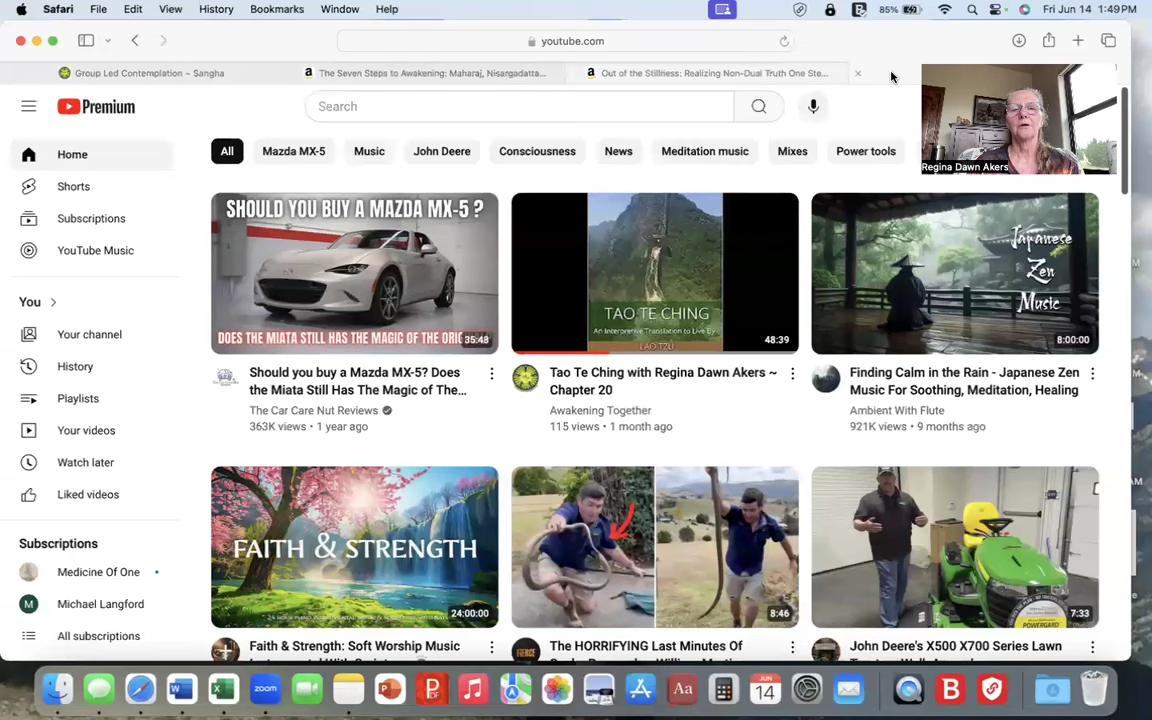 Safari File Edit View History Bookmarks Window Help 85% Fri Jun 14 1:49 PM
youtube.com
Group Led Contemplation ~ Sangha The Seven Steps to Awakening: Maharaj, Nisargadatta... Out of the Stillness: Realizing Non-Dual Truth One Ste...
Premium Search
Regina Dawn Akers
All Mazda MX-5 Music John Deere Consciousness News Meditation music Mixes Power tools
Home
Shorts
Subscriptions
YouTube Music
You
Your channel
History
Playlists
Your videos
Watch later
Liked videos
Subscriptions
Medicine Of One
M Michael Langford
All subscriptions
SHOULD YOU BUY A MAZDA MX-5 ?
DOES THE MIATA STILL HAS THE MAGIC OF THE
35:48
Should you buy a Mazda MX-5? Does
the Miata Still Has The Magic of The...
The Car Care Nut Reviews
363K views • 1 year ago
TAO TE CHING
An Interpretive Translation to Live By
LAO TZU
48:39
Tao Te Ching with Regina Dawn Akers ~
Chapter 20
Awakening Together
115 views • 1 month ago
Japanese
Zen
Music
8:00:00
Finding Calm in the Rain - Japanese Zen
Music For Soothing, Meditation, Healing
Ambient With Flute
921K views • 9 months ago
FAITH & STRENGTH
24:00:00
Faith & Strength: Soft Worship Music
8:46
FIERCE
The HORRIFYING Last Minutes Of
POWERGARD
7:33
John Deere's X500 X700 Series Lawn
zoom
Aa
JUN
14
B